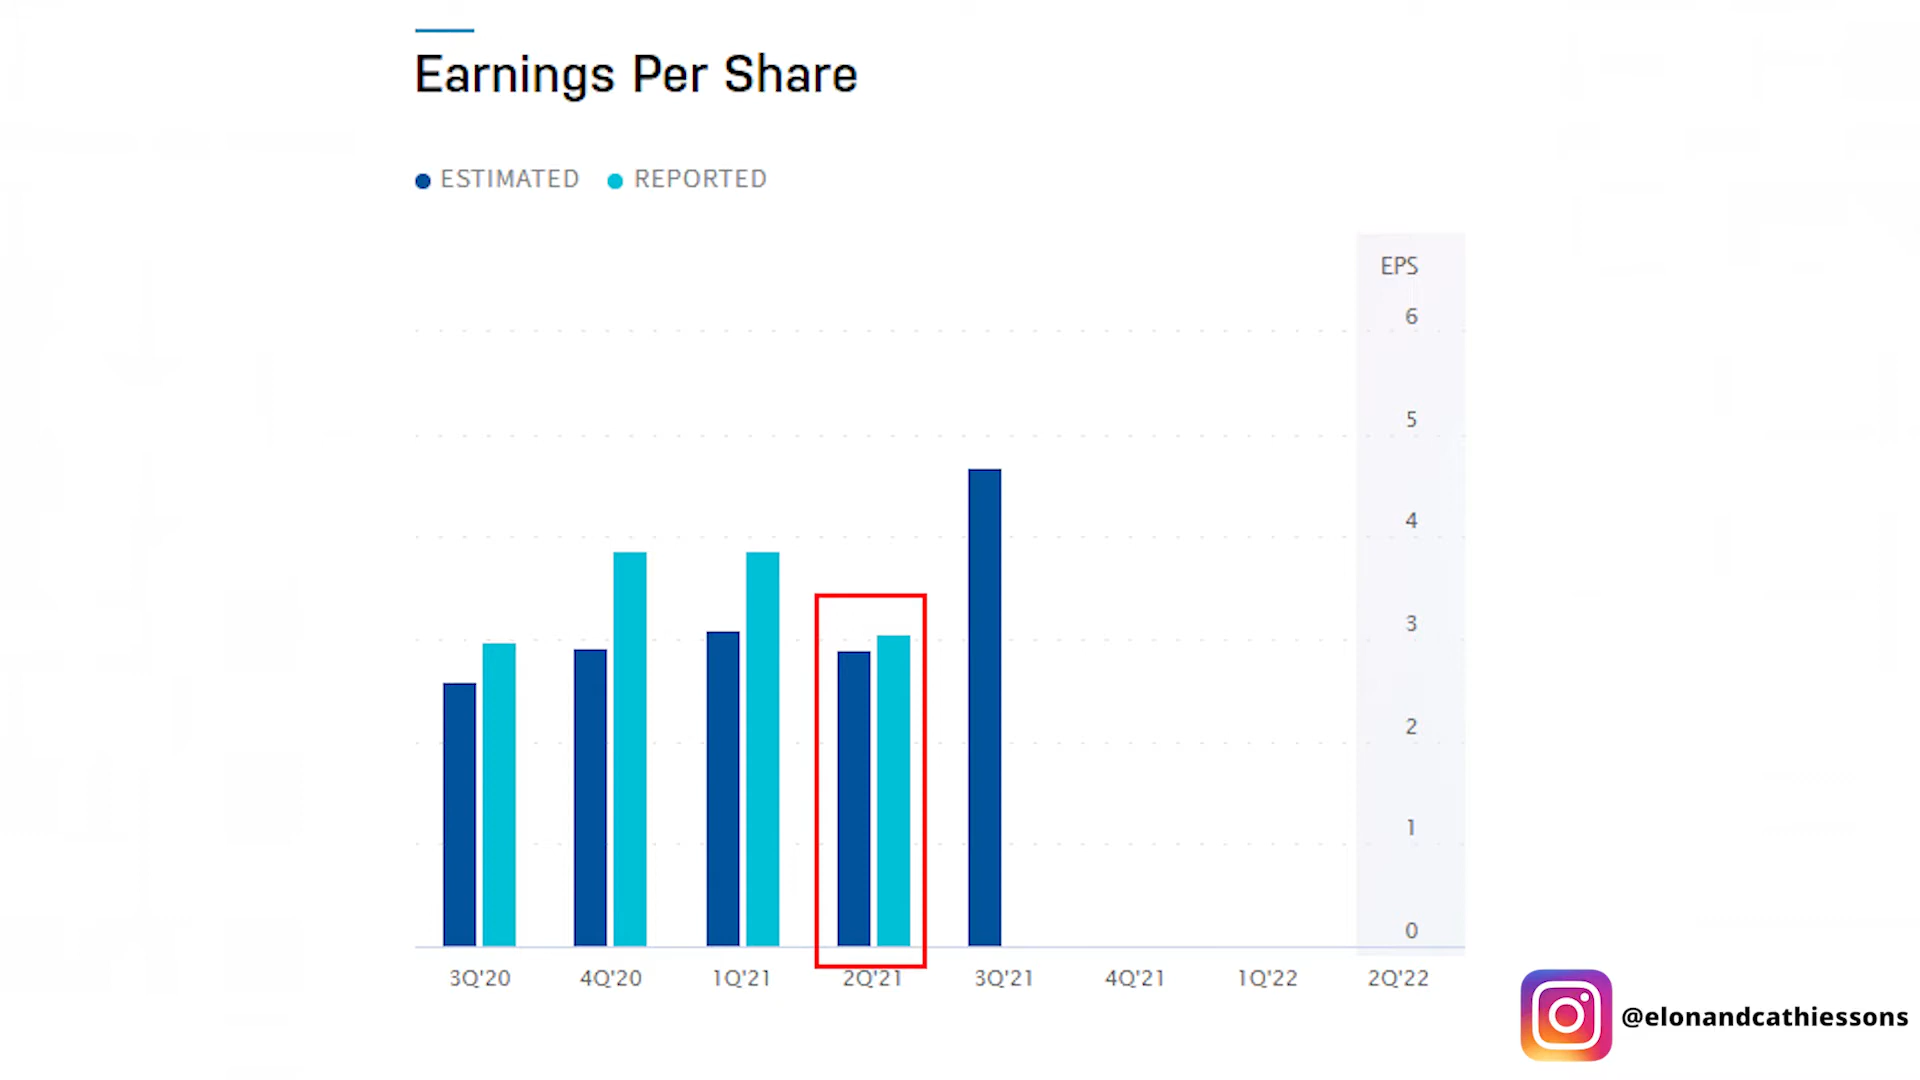 Earnings Per Share
ESTIMATED REPORTED
EPS
6
5
4
3
2
1
0
3Q'20 4Q'20 1Q'21 2Q'21 3Q'21 4Q'21 1Q'22 2Q'22
@elonandcathiessons